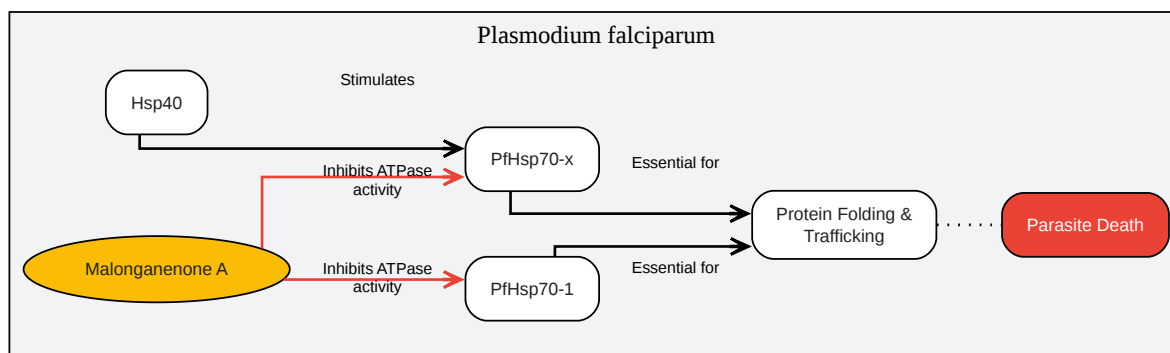 Plasmodium falciparum
Stimulates
Hsp40
PfHsp70-x
Essential for
Inhibits ATPase
activity
Protein Folding &
Trafficking
Parasite Death
Malonganenone A
Inhibits ATPase
activity
PfHsp70-1
Essential for